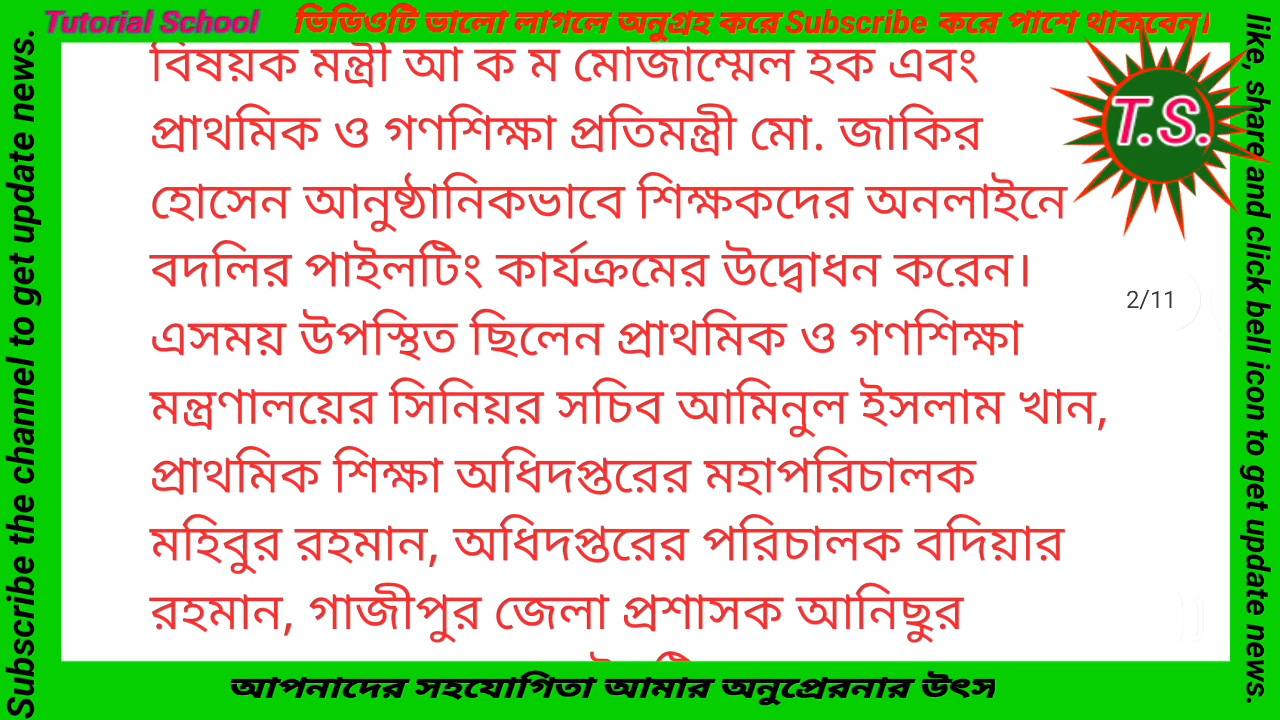 Tutorial School ভিডিওটি ভালো লাগলে অনুগ্রহ করে Subscribe করে পাশে থাকবেন।
Subscribe the channel to get update news.
like, share and click bell icon to get update news.
T.S.
বিষয়ক মন্ত্রী আ ক ম মোজাম্মেল হক এবং
প্রাথমিক ও গণশিক্ষা প্রতিমন্ত্রী মো. জাকির
হোসেন আনুষ্ঠানিকভাবে শিক্ষকদের অনলাইনে
বদলির পাইলটিং কার্যক্রমের উদ্বোধন করেন।
2/11
এসময় উপস্থিত ছিলেন প্রাথমিক ও গণশিক্ষা
মন্ত্রণালয়ের সিনিয়র সচিব আমিনুল ইসলাম খান,
প্রাথমিক শিক্ষা অধিদপ্তরের মহাপরিচালক
মহিবুর রহমান, অধিদপ্তরের পরিচালক বদিয়ার
রহমান, গাজীপুর জেলা প্রশাসক আনিছুর
আপনাদের সহযোগিতা আমার অনুপ্রেরনার উৎস